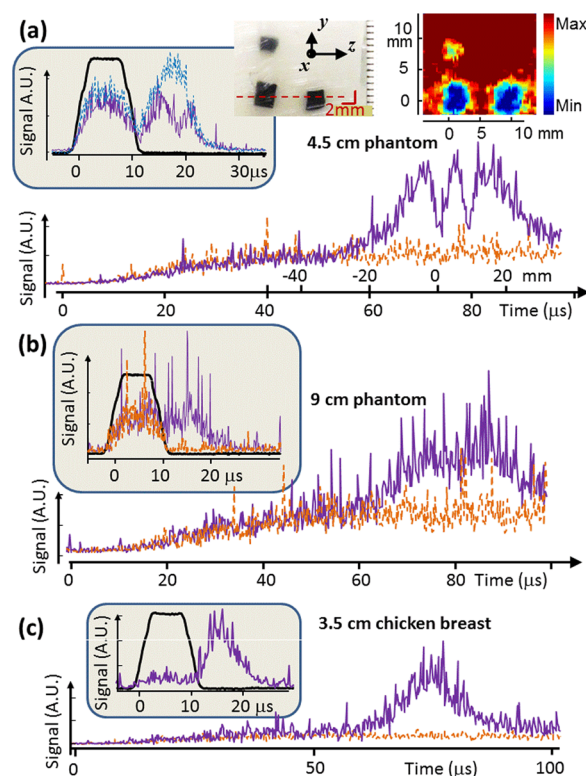 (a)
Signal (A.U.)
0
10
20
30μs
y
x
z
2mm
10
mm
5
0
0
5
10 mm
Max
Min
4.5 cm phantom
Signal (A.U.)
-40
-20
0
20 mm
0
20
40
60
80
Time (μs)
(b)
Signal (A.U.)
0
10
20 μs
9 cm phantom
Signal (A.U.)
0
20
40
60
80
Time (μs)
(c)
Signal (A.U.)
0
10
20 μs
3.5 cm chicken breast
Signal (A.U.)
0
50
100
Time (μs)